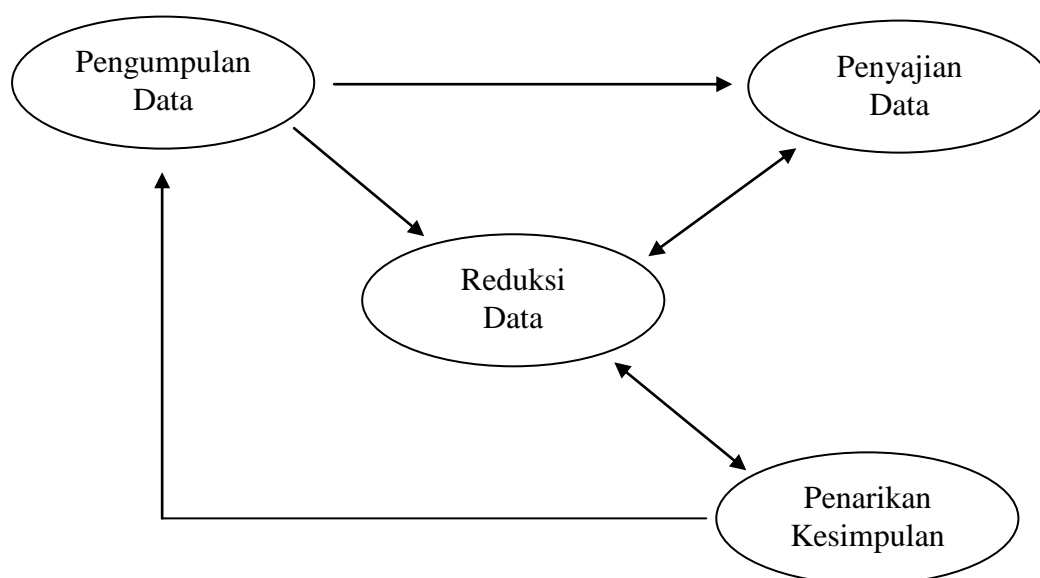 Pengumpulan
Data
Penyajian
Data
Reduksi
Data
Penarikan
Kesimpulan